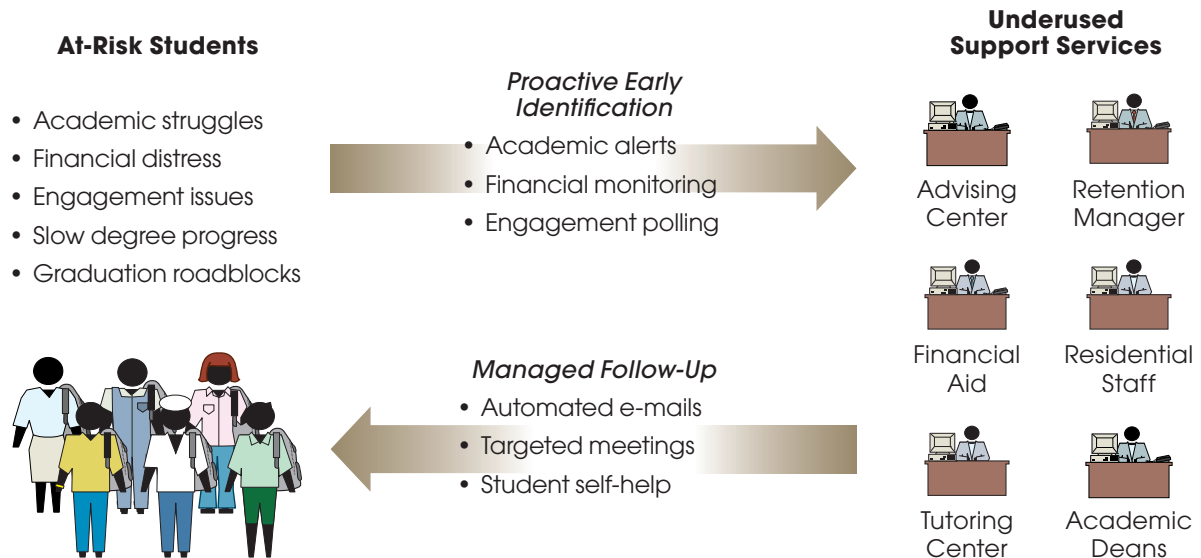 At-Risk Students
• Academic struggles
• Financial distress
• Engagement issues
• Slow degree progress
• Graduation roadblocks
Proactive Early
Identification
• Academic alerts
• Financial monitoring
• Engagement polling
Underused
Support Services
Advising
Center
Retention
Manager
Financial
Aid
Residential
Staff
Tutoring
Center
Academic
Deans
Managed Follow-Up
• Automated e-mails
• Targeted meetings
• Student self-help